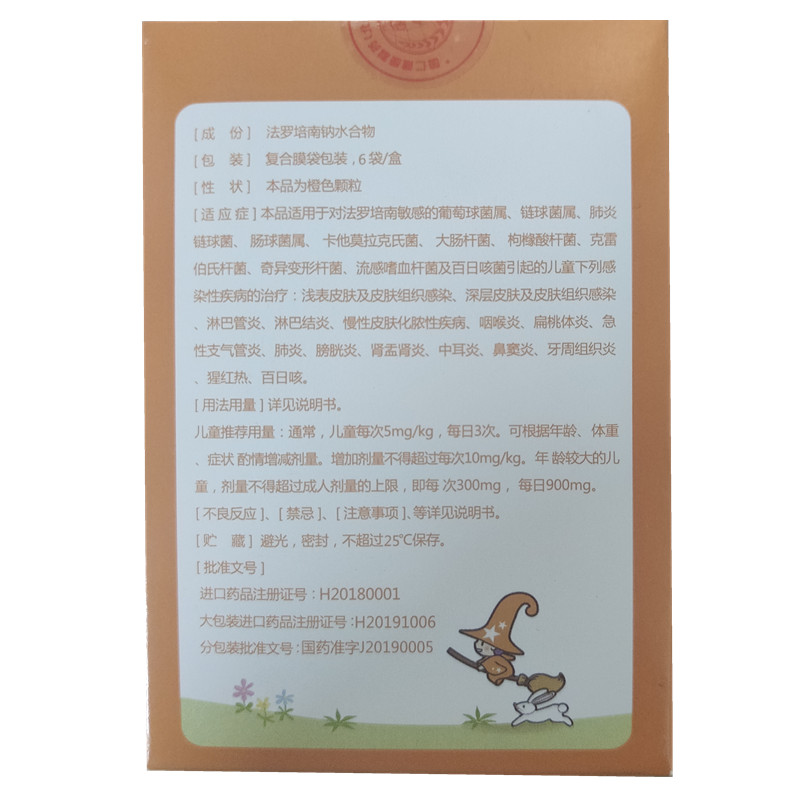 [成 份] 法罗培南钠水合物
[包 装] 复合膜袋包装，6袋/盒
[性 状] 本品为橙色颗粒
[适应症]本品适用于对法罗培南敏感的葡萄球菌属、链球菌属、肺炎
链球菌、肠球菌属、卡他莫拉克氏菌、大肠杆菌、枸橼酸杆菌、克雷
伯氏杆菌、奇异变形杆菌、流感嗜血杆菌及百日咳菌引起的儿童下列感
染性疾病的治疗：浅表皮肤及皮肤组织感染、深层皮肤及皮肤组织感染
、淋巴管炎、淋巴结炎、慢性皮肤化脓性疾病、咽喉炎、扁桃体炎、急
性支气管炎、肺炎、膀胱炎、肾盂肾炎、中耳炎、鼻窦炎、牙周组织炎
、猩红热、百日咳。
[用法用量]详见说明书。
儿童推荐用量：通常，儿童每次5mg/kg，每日3次。可根据年龄、体重
、症状 酌情增减剂量。增加剂量不得超过每次10mg/kg。年 龄较大的儿
童，剂量不得超过成人剂量的上限，即每 次300mg， 每日900mg。
[不良反应]、[禁忌]、[注意事项]、等详见说明书。
[贮 藏] 避光，密封，不超过25℃保存。
[批准文号]
进口药品注册证号：H20180001
大包装进口药品注册证号：H20191006
分包装批准文号：国药准字J20190005